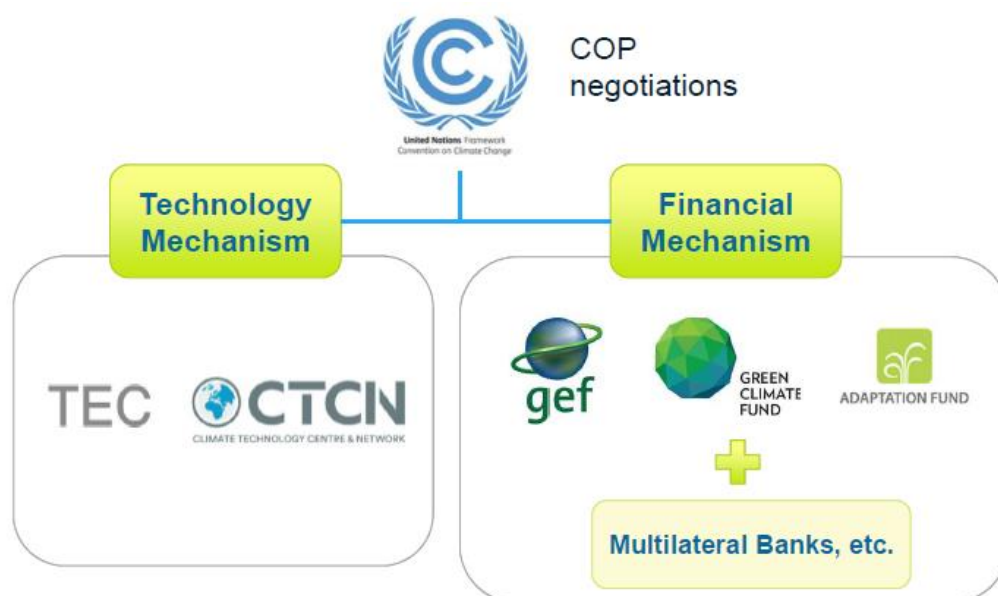 COP
negotiations
United Nations Framework
Convention on Climate Change
Technology
Mechanism
Financial
Mechanism
TEC
CTCN
CLIMATE TECHNOLOGY CENTRE & NETWORK
gef
GREEN
CLIMATE
FUND
af
ADAPTATION FUND
Multilateral Banks, etc.